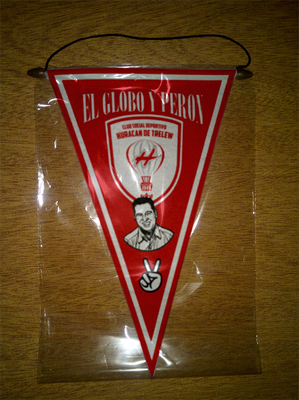 EL GLOBO Y PERON
CLUB SOCIAL DEPORTIVO
HURACAN DE TRELEW
H